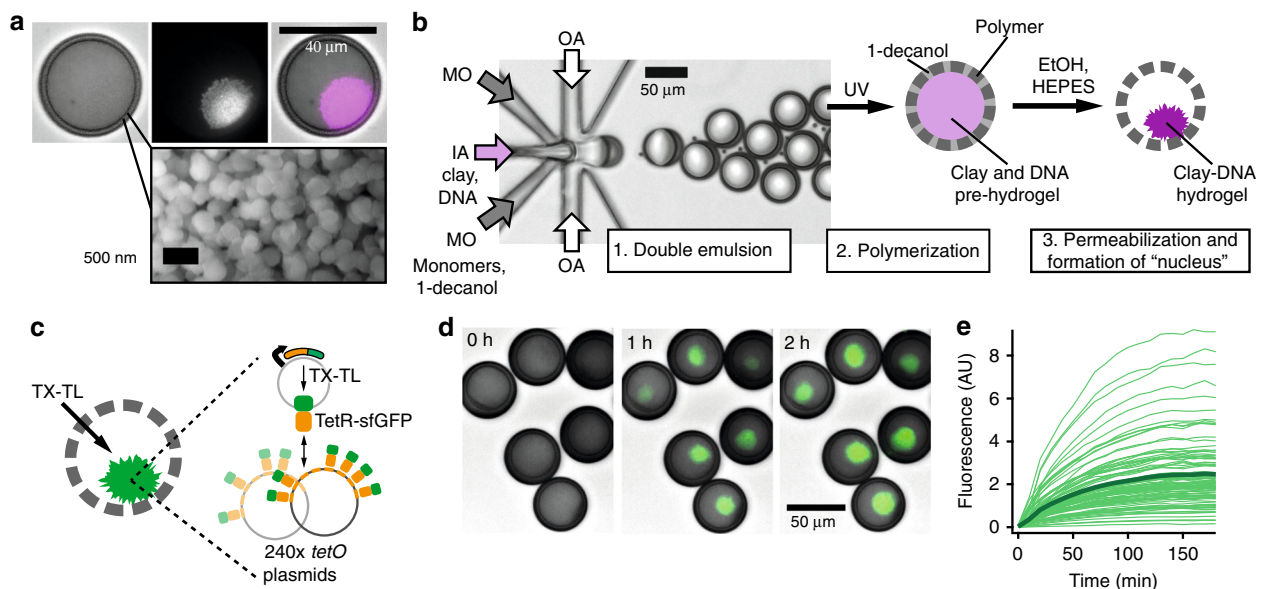 a
40 μm
500 nm
b
OA
MO
50 μm
IA
clay,
DNA
MO
Monomers,
1-decanol
OA
1. Double emulsion
UV
1-decanol
Polymer
Clay and DNA
pre-hydrogel
2. Polymerization
EtOH,
HEPES
Clay-DNA
hydrogel
3. Permeabilization and
formation of “nucleus”
c
TX-TL
TX-TL
TetR-sfGFP
240x tetO
plasmids
d
0 h
1 h
2 h
50 μm
e
Fluorescence (AU)
8
6
4
2
0
0
50
100
150
Time (min)